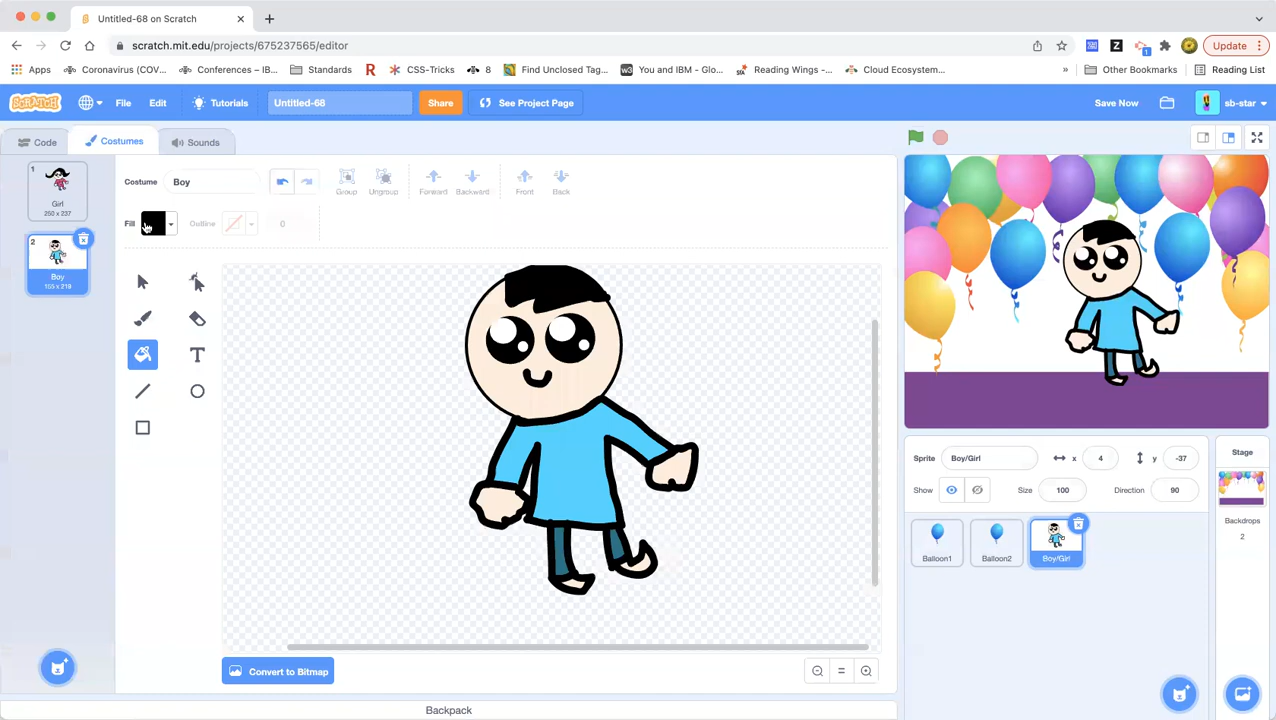 Untitled-68 on Scratch
scratch.mit.edu/projects/675237565/editor
Update
Apps
Coronavirus (COV...
Conferences – IB...
Standards
CSS-Tricks
8
Find Unclosed Tag...
You and IBM - Glo...
Reading Wings -...
Cloud Ecosystem...
»
Other Bookmarks
Reading List
SCRATCH
File
Edit
Tutorials
Untitled-68
Share
See Project Page
Save Now
sb-star
Code
Costumes
Sounds
1
Girl
250 x 237
2
Boy
155 x 219
Costume
Boy
Group
Ungroup
Forward
Backward
Front
Back
Fill
Outline
0
T
Convert to Bitmap
Backpack
Sprite
Boy/Girl
x
4
y
-37
Show
Size
100
Direction
90
Balloon1
Balloon2
Boy/Girl
Stage
Backdrops
2